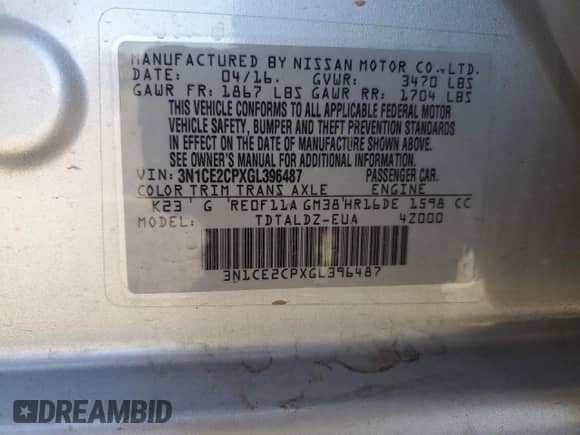 MANUFACTURED BY NISSAN MOTOR CO.,LTD.
DATE: 04/16. GVWR: 3470 LBS
GAWR FR: 1867 LBS GAWR RR: 1704 LBS
THIS VEHICLE CONFORMS TO ALL APPLICABLE FEDERAL MOTOR
VEHICLE SAFETY, BUMPER AND THEFT PREVENTION STANDARDS
IN EFFECT ON THE DATE OF MANUFACTURE SHOWN ABOVE.
SEE OWNER'S MANUAL FOR ADDITIONAL INFORMATION.
VIN: 3N1CE2CPXGL396487 PASSENGER CAR.
COLOR TRIM TRANS AXLE ENGINE
K23 ' G ' RE0F11A GM38 ' HR16DE 1598 CC
MODEL: TDTALDZ-EUA 4Z000
3N1CE2CPXGL396487
DREAMBID